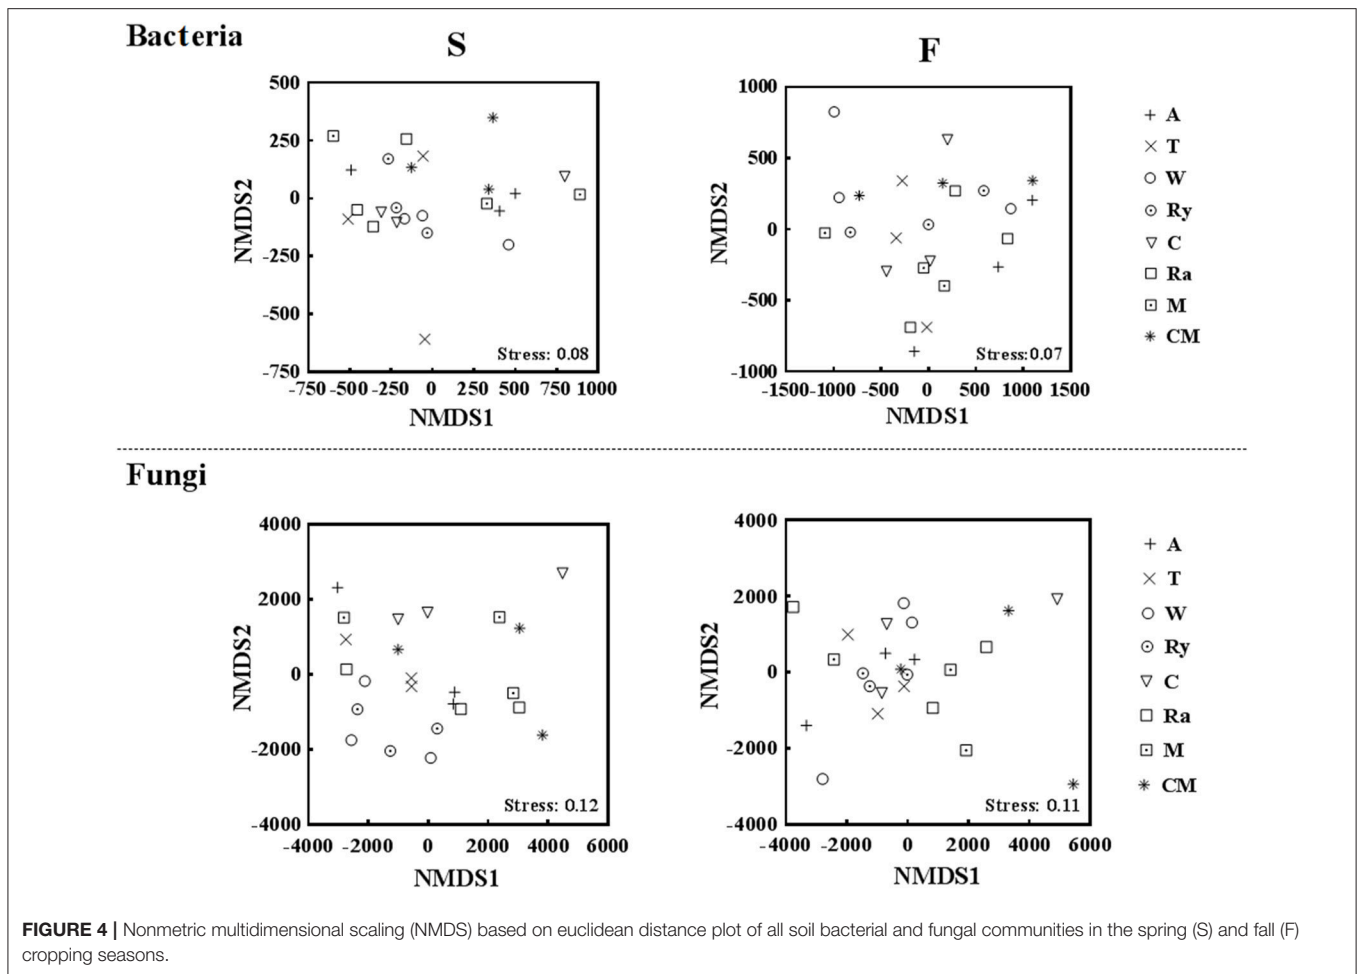 Bacteria
S
F
500
250
0
-250
-500
-750
NMDS2
-750 -500 -250 0 250 500 750 1000
NMDS1
Stress: 0.08
1000
500
0
-500
-1000
NMDS2
-1500 -1000 -500 0 500 1000 1500
NMDS1
Stress:0.07
A
T
W
Ry
C
Ra
M
CM
Fungi
4000
2000
0
-2000
-4000
NMDS2
-4000 -2000 0 2000 4000 6000
NMDS1
Stress: 0.12
4000
2000
0
-2000
-4000
NMDS2
-4000 -2000 0 2000 4000 6000
NMDS1
Stress: 0.11
A
T
W
Ry
C
Ra
M
CM
FIGURE 4 | Nonmetric multidimensional scaling (NMDS) based on euclidean distance plot of all soil bacterial and fungal communities in the spring (S) and fall (F)
cropping seasons.